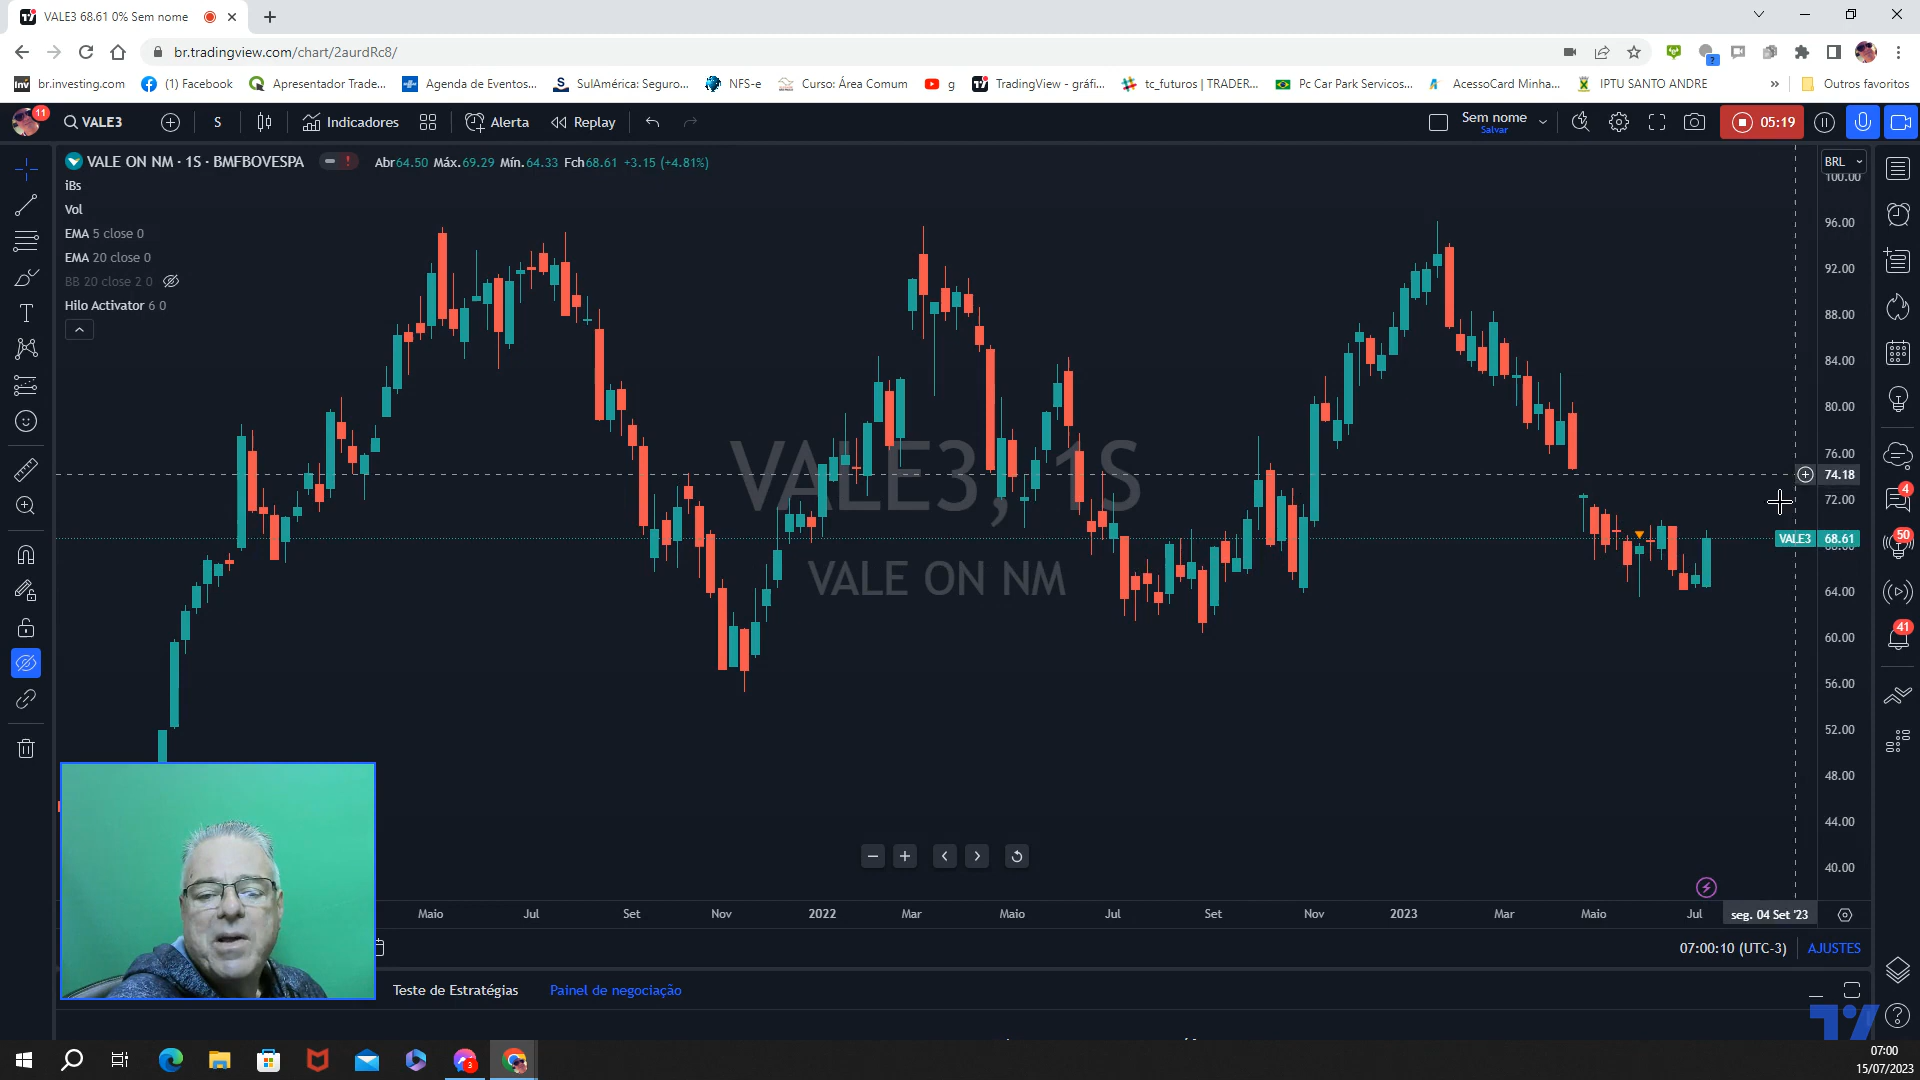 VALE3 68.61 0% Sem nome
br.tradingview.com/chart/2aurdRc8/
br.investing.com
(1) Facebook
Apresentador Trade...
Agenda de Eventos...
SulAmérica: Seguro...
NFS-e
Curso: Área Comum
g
TradingView - gráfi...
tc_futuros | TRADER...
Pc Car Park Servicos...
AcessoCard Minha...
IPTU SANTO ANDRE
»
Outros favoritos
11
VALE3
S
Indicadores
Alerta
Replay
Sem nome
Salvar
05:19
VALE ON NM · 1S · BMFBOVESPA
Abr64.50 Máx.69.29 Mín.64.33 Fch68.61 +3.15 (+4.81%)
BRL
iBs
Vol
EMA 5 close 0
EMA 20 close 0
BB 20 close 2 0
Hilo Activator 6 0
100.00
96.00
92.00
88.00
84.00
80.00
76.00
74.18
72.00
VALE3 68.61
64.00
60.00
56.00
52.00
48.00
44.00
40.00
VALE3, 1S
VALE ON NM
4
50
41
Maio
Jul
Set
Nov
2022
Mar
Maio
Jul
Set
Nov
2023
Mar
Maio
Jul
seg. 04 Set '23
07:00:10 (UTC-3)
AJUSTES
Teste de Estratégias
Painel de negociação
3
07:00
15/07/2023